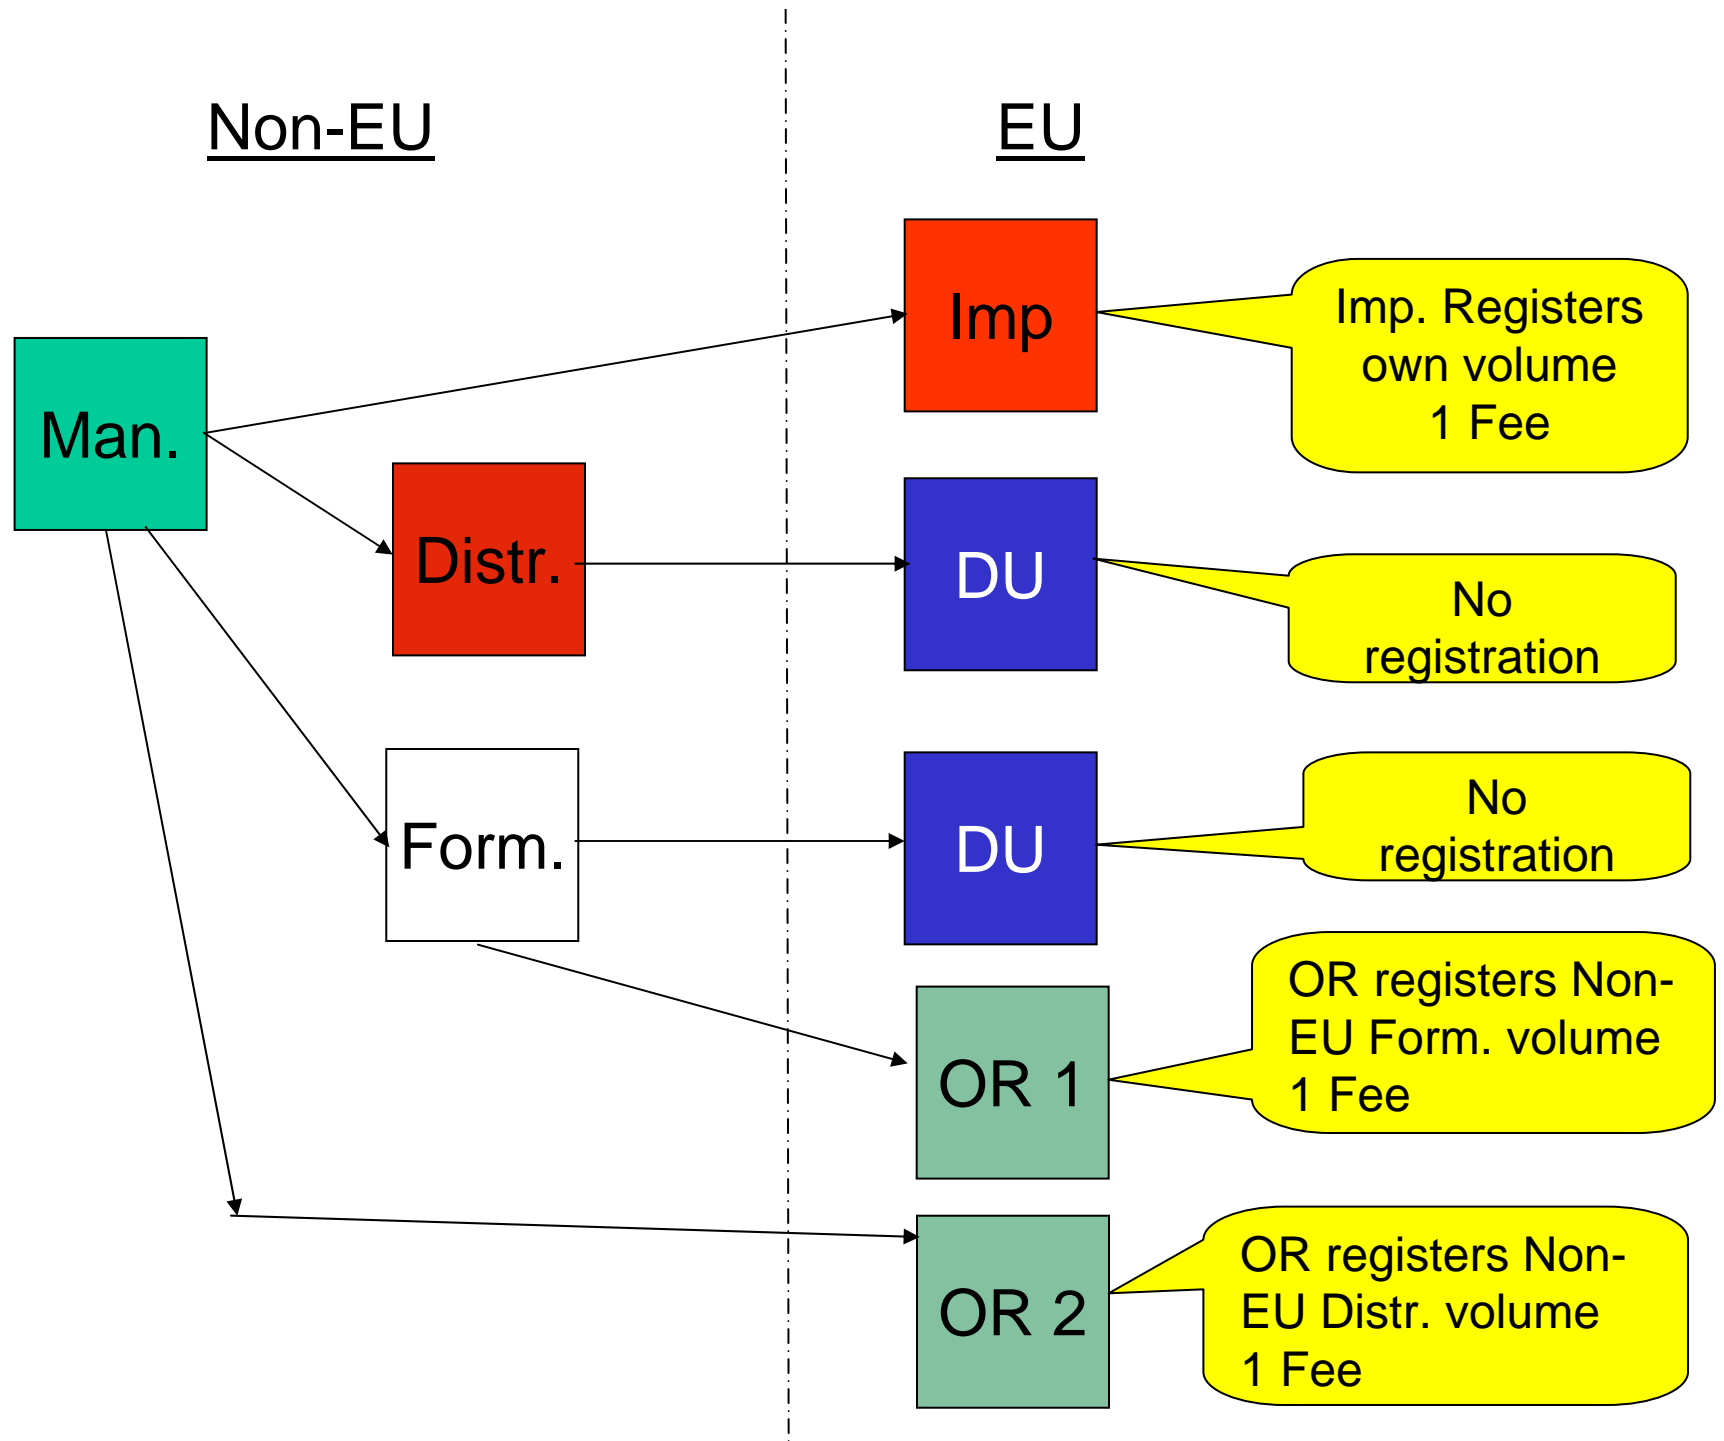 Non-EU
EU
Imp
Imp. Registers
own volume
1 Fee
Man.
Distr.
DU
No
registration
Form.
DU
No
registration
OR 1
OR registers Non-
EU Form. volume
1 Fee
OR 2
OR registers Non-
EU Distr. volume
1 Fee